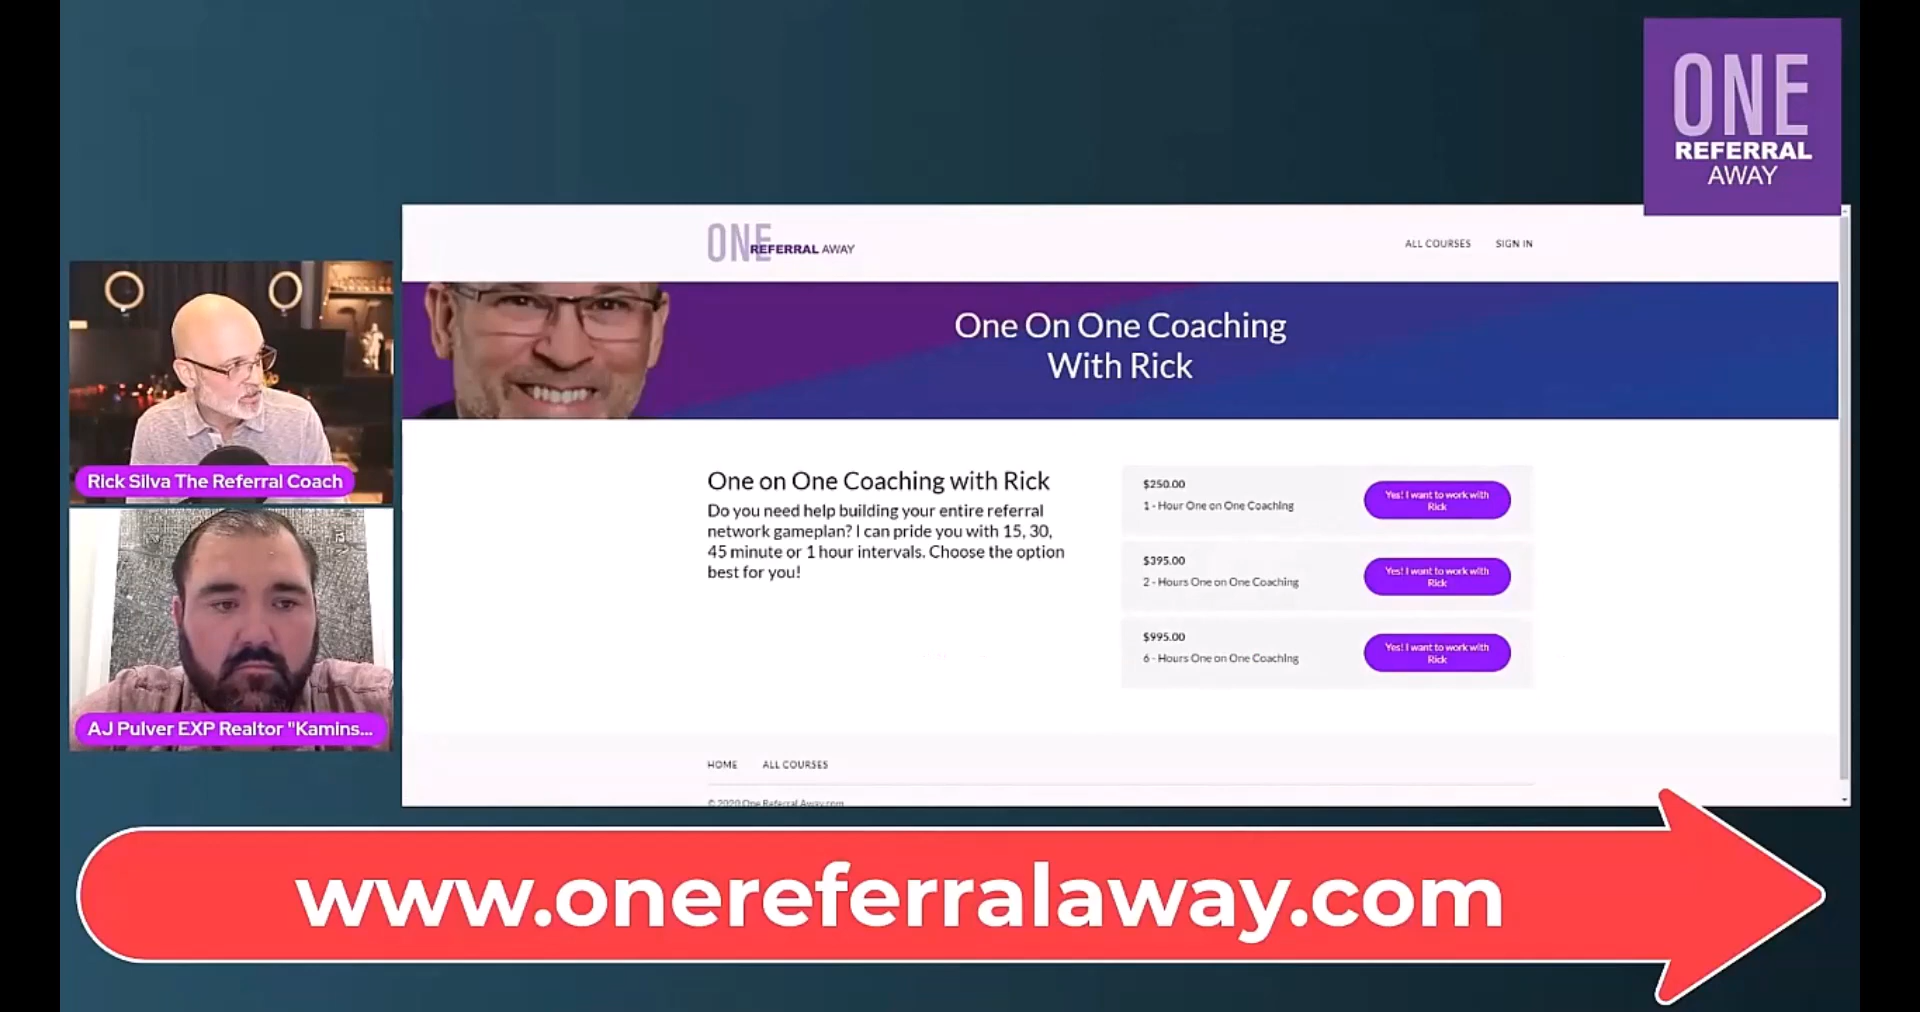 ONE
REFERRAL
AWAY
ONE REFERRAL AWAY
ALL COURSES
SIGN IN
One On One Coaching
With Rick
Rick Silva The Referral Coach
AJ Pulver EXP Realtor "Kamins...
One on One Coaching with Rick
Do you need help building your entire referral
network gameplan? I can pride you with 15, 30,
45 minute or 1 hour intervals. Choose the option
best for you!
$250.00
1 - Hour One on One Coaching
Yes! I want to work with
Rick
$395.00
2 - Hours One on One Coaching
Yes! I want to work with
Rick
$995.00
6 - Hours One on One Coaching
Yes! I want to work with
Rick
HOME
ALL COURSES
© 2020 One Referral Away.com
www.onereferralaway.com